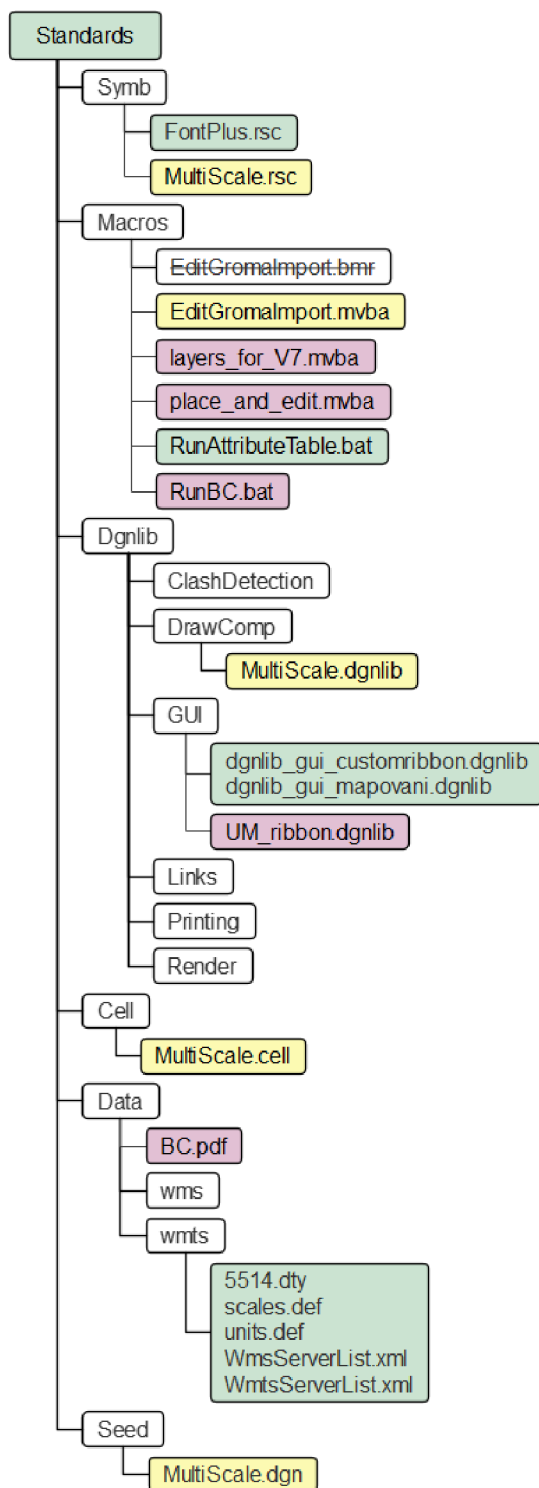 Standards
Symb
FontPlus.rsc
MultiScale.rsc
Macros
EditGromaImport.bmr
EditGromaImport.mvba
layers_for_V7.mvba
place_and_edit.mvba
RunAttributeTable.bat
RunBC.bat
Dgnlib
ClashDetection
DrawComp
MultiScale.dgnlib
GUI
dgnlib_gui_customribbon.dgnlib
dgnlib_gui_mapovani.dgnlib
UM_ribbon.dgnlib
Links
Printing
Render
Cell
MultiScale.cell
Data
BC.pdf
wms
wmts
5514.dty
scales.def
units.def
WmsServerList.xml
WmtsServerList.xml
Seed
MultiScale.dgn